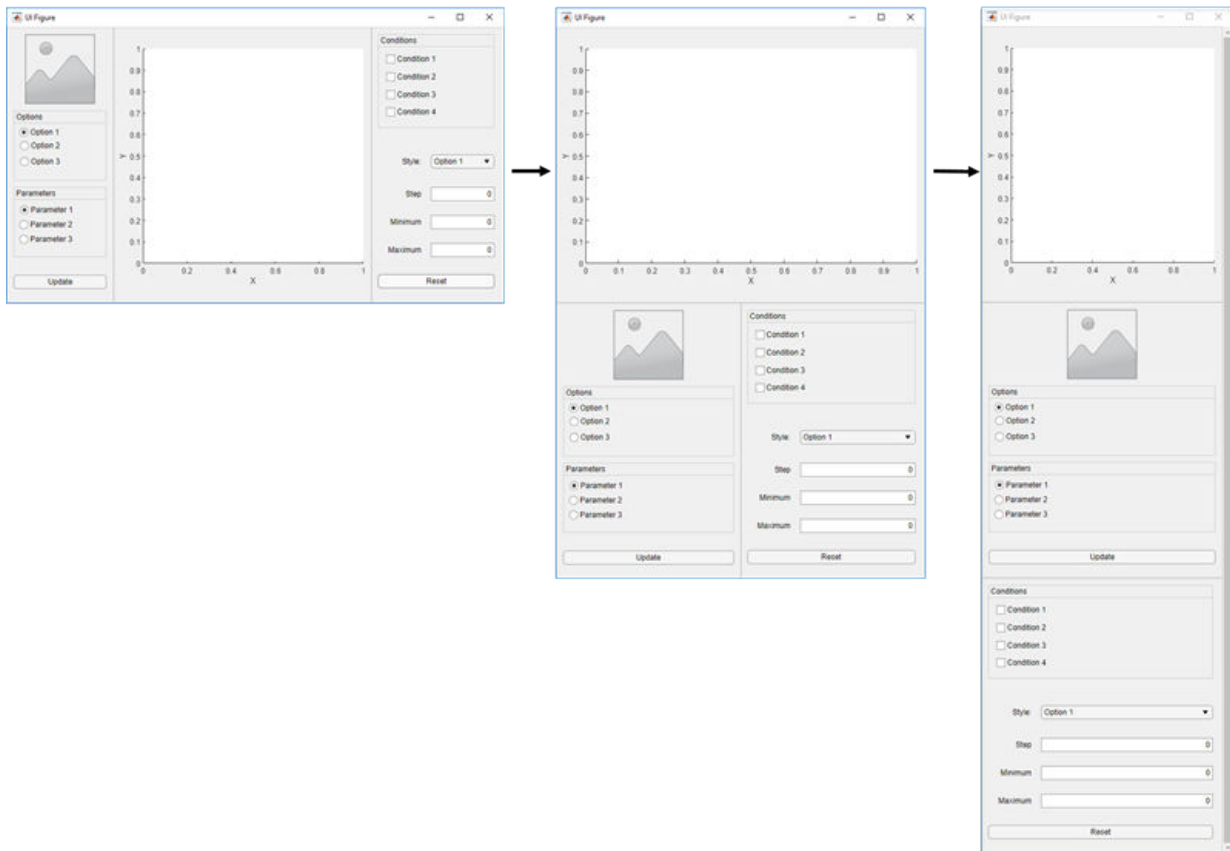 UI Figure
Options
Option 1
Option 2
Option 3
Parameters
Parameter 1
Parameter 2
Parameter 3
Update
1
0.9
0.8
0.7
0.6
0.5
0.4
0.3
0.2
0.1
0
Y
0 0.2 0.4 0.6 0.8 1
X
Conditions
Condition 1
Condition 2
Condition 3
Condition 4
Style: Option 1
Step 0
Minimum 0
Maximum 0
Reset
UI Figure
1
0.9
0.8
0.7
0.6
0.5
0.4
0.3
0.2
0.1
0
Y
0 0.1 0.2 0.3 0.4 0.5 0.6 0.7 0.8 0.9 1
X
Options
Option 1
Option 2
Option 3
Parameters
Parameter 1
Parameter 2
Parameter 3
Update
Conditions
Condition 1
Condition 2
Condition 3
Condition 4
Style: Option 1
Step 0
Minimum 0
Maximum 0
Reset
UI Figure
1
0.9
0.8
0.7
0.6
0.5
0.4
0.3
0.2
0.1
0
Y
0 0.2 0.4 0.6 0.8 1
X
Options
Option 1
Option 2
Option 3
Parameters
Parameter 1
Parameter 2
Parameter 3
Update
Conditions
Condition 1
Condition 2
Condition 3
Condition 4
Style: Option 1
Step 0
Minimum 0
Maximum 0
Reset